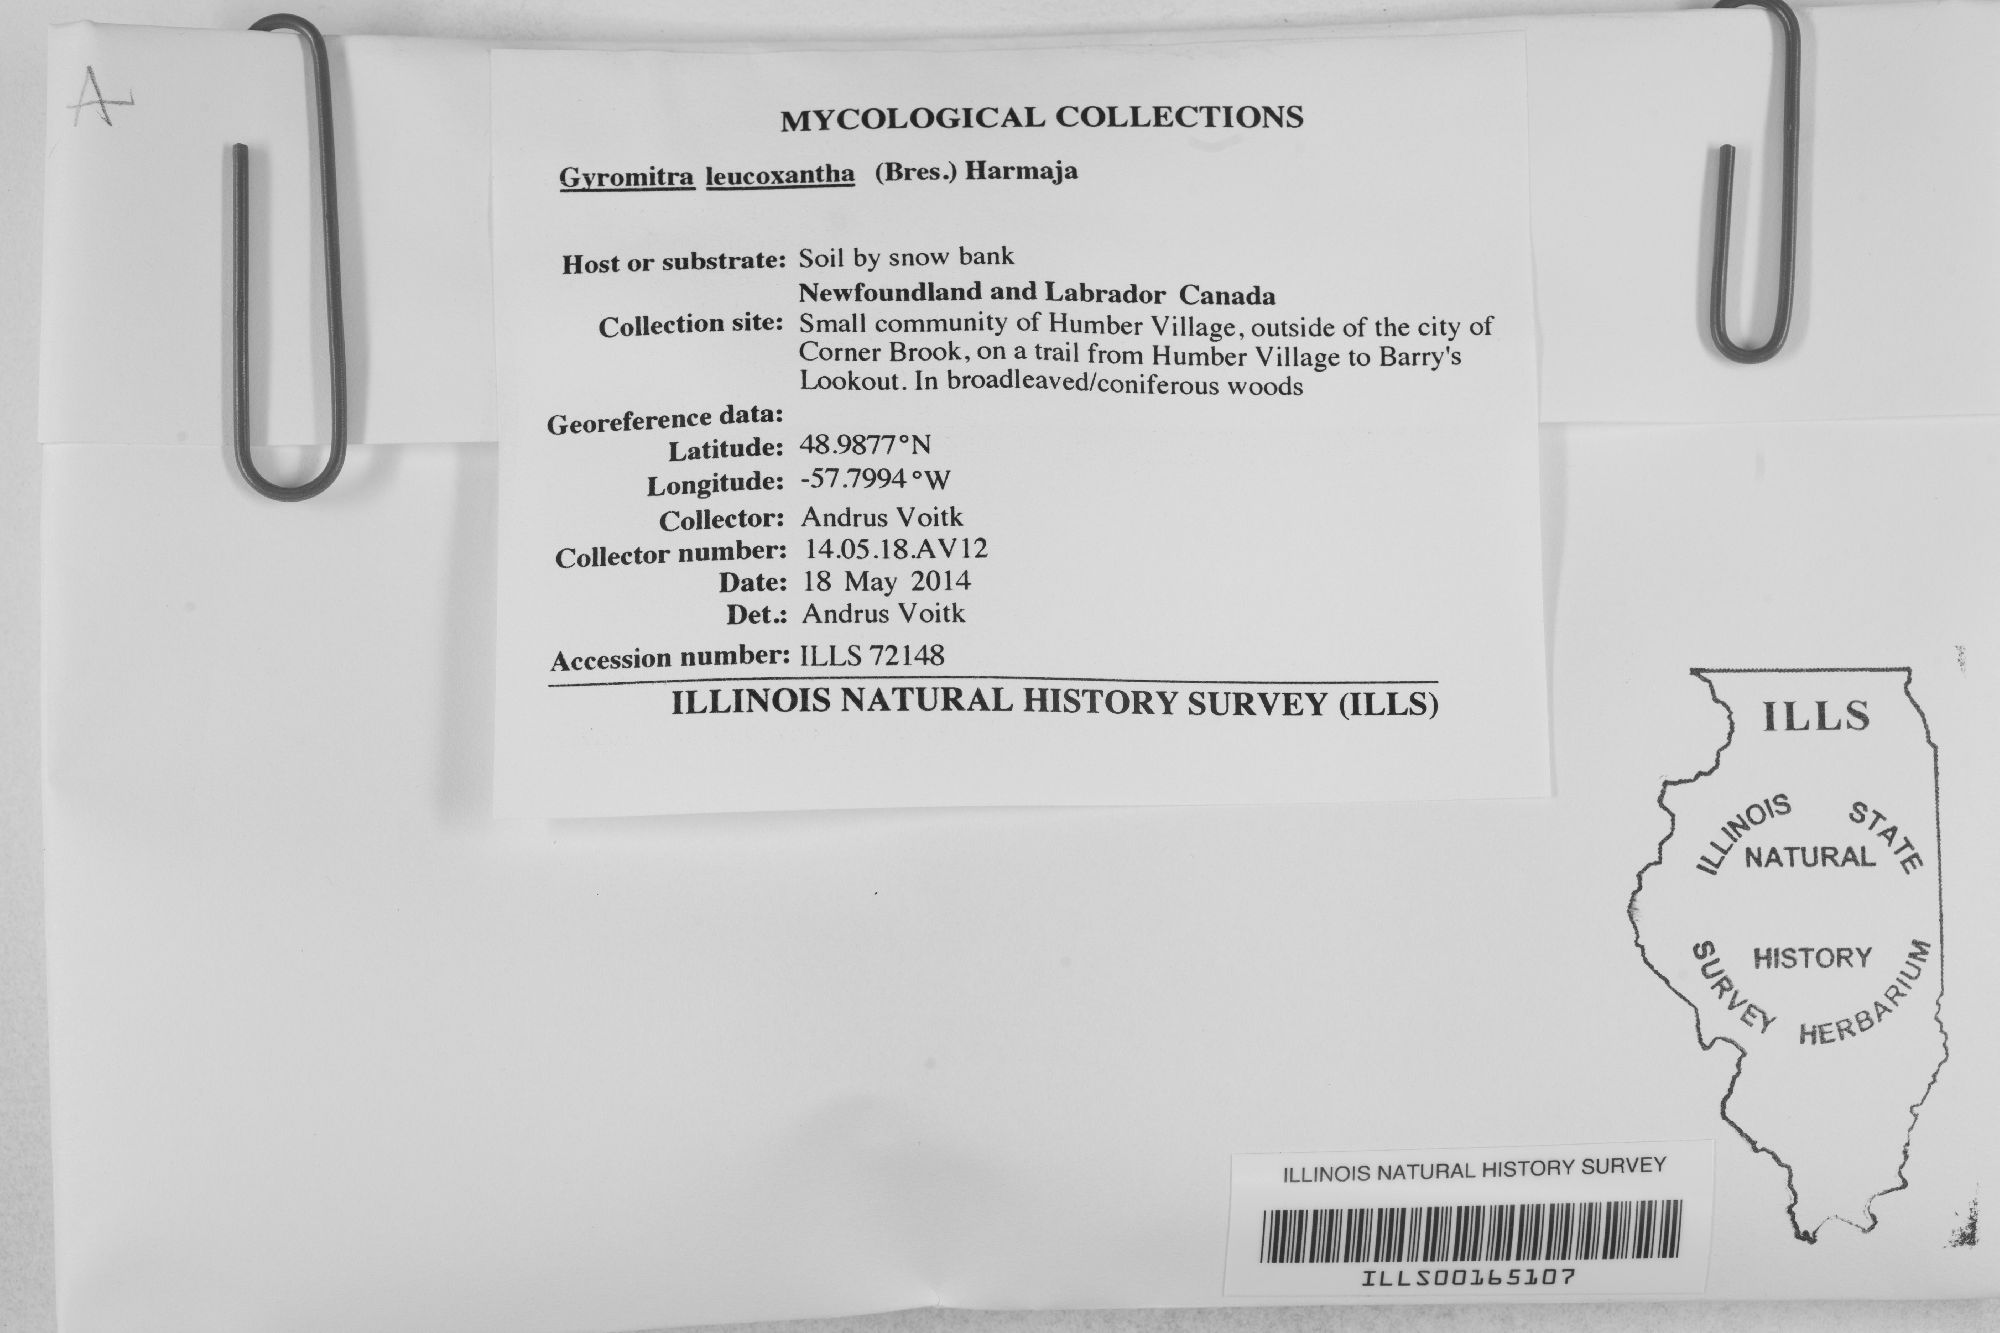 A
MYCOLOGICAL COLLECTIONS
Gyromitra leucoxantha (Bres.) Harmaja
Host or substrate: Soil by snow bank
Newfoundland and Labrador Canada
Collection site: Small community of Humber Village, outside of the city of
Corner Brook, on a trail from Humber Village to Barry's
Lookout. In broadleaved/coniferous woods
Georeference data:
Latitude: 48.9877°N
Longitude: -57.7994°W
Collector: Andrus Voitk
Collector number: 14.05.18.AV12
Date: 18 May 2014
Det.: Andrus Voitk
Accession number: ILLS 72148
ILLINOIS NATURAL HISTORY SURVEY (ILLS)
ILLS
ILLINOIS STATE
NATURAL
HISTORY
SURVEY HERBARIUM
ILLINOIS NATURAL HISTORY SURVEY
ILLS00165107